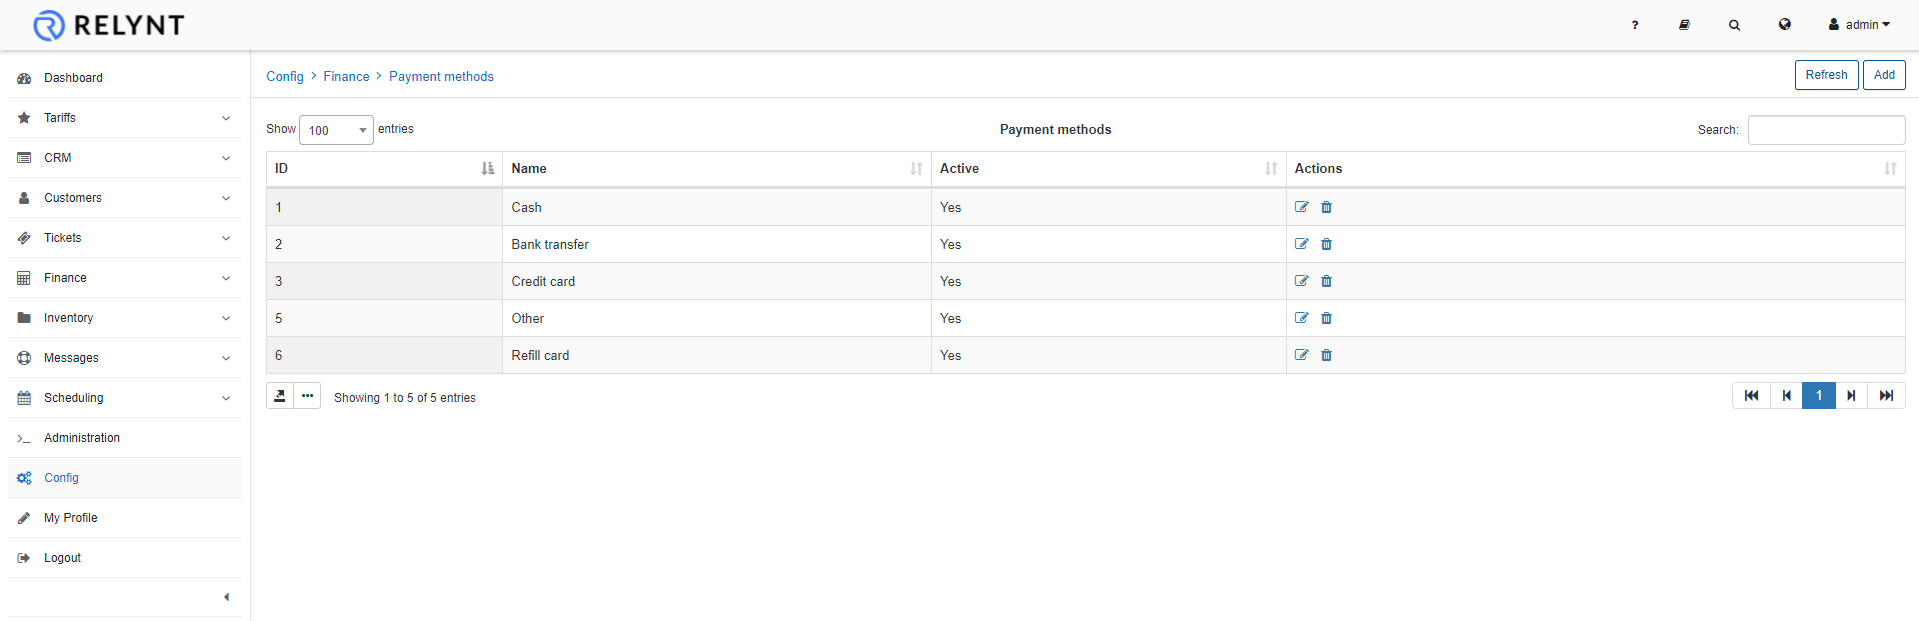 RELYNT
? admin
Dashboard
Tariffs
CRM
Customers
Tickets
Finance
Inventory
Messages
Scheduling
Administration
Config
My Profile
Logout
Config > Finance > Payment methods
Refresh Add
Show 100 entries Payment methods Search:
ID Name Active Actions
1 Cash Yes
2 Bank transfer Yes
3 Credit card Yes
5 Other Yes
6 Refill card Yes
Showing 1 to 5 of 5 entries 1